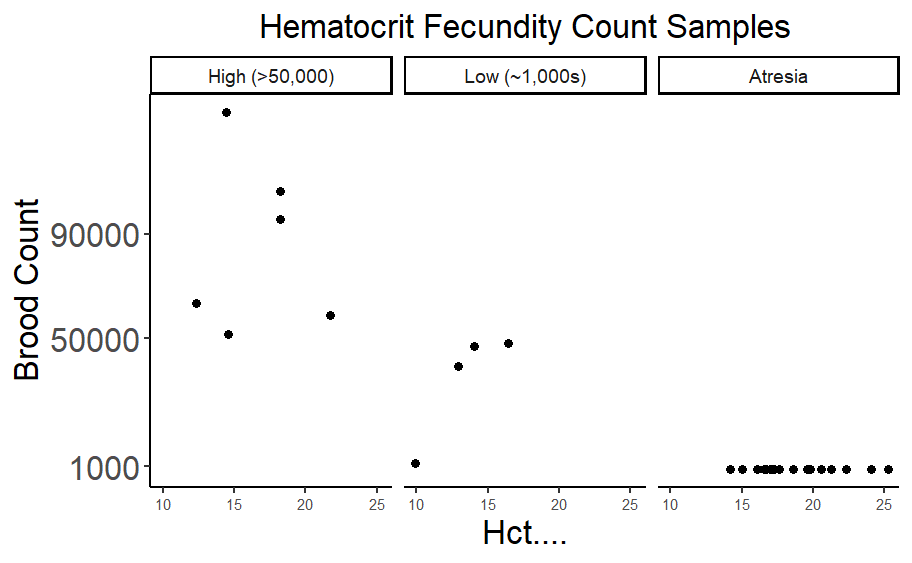 Hematocrit Fecundity Count Samples
High (>50,000) Low (~1,000s) Atresia
Brood Count
90000
50000
1000
10 15 20 25 10 15 20 25 10 15 20 25
Hct....